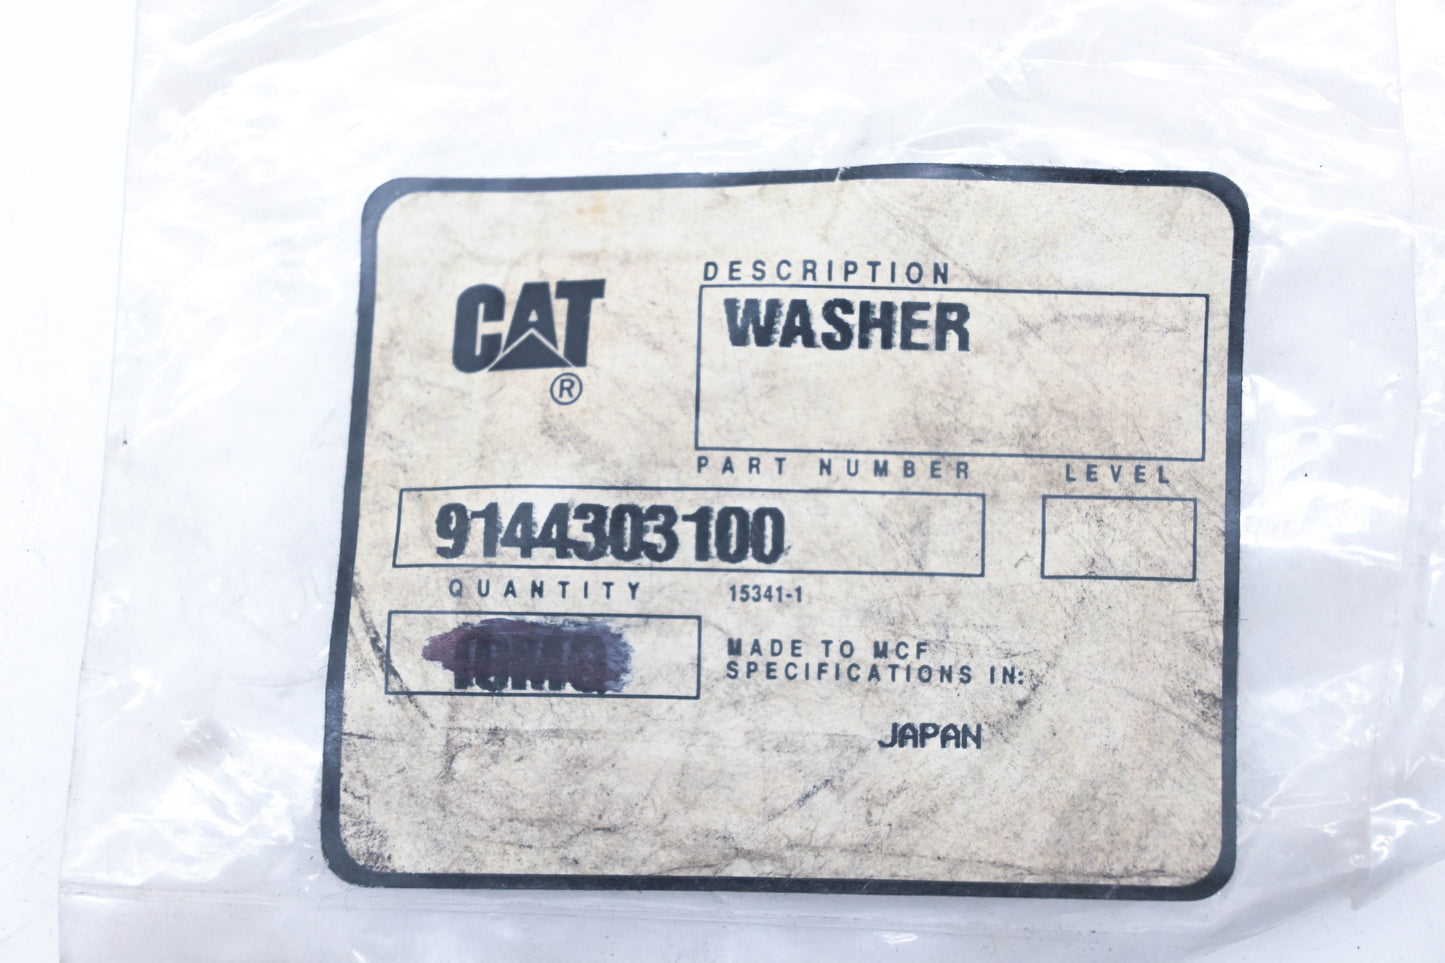 CAT
®
DESCRIPTION
WASHER
PART NUMBER LEVEL
9144303100
QUANTITY 15341-1
MADE TO MCF
SPECIFICATIONS IN:
JAPAN